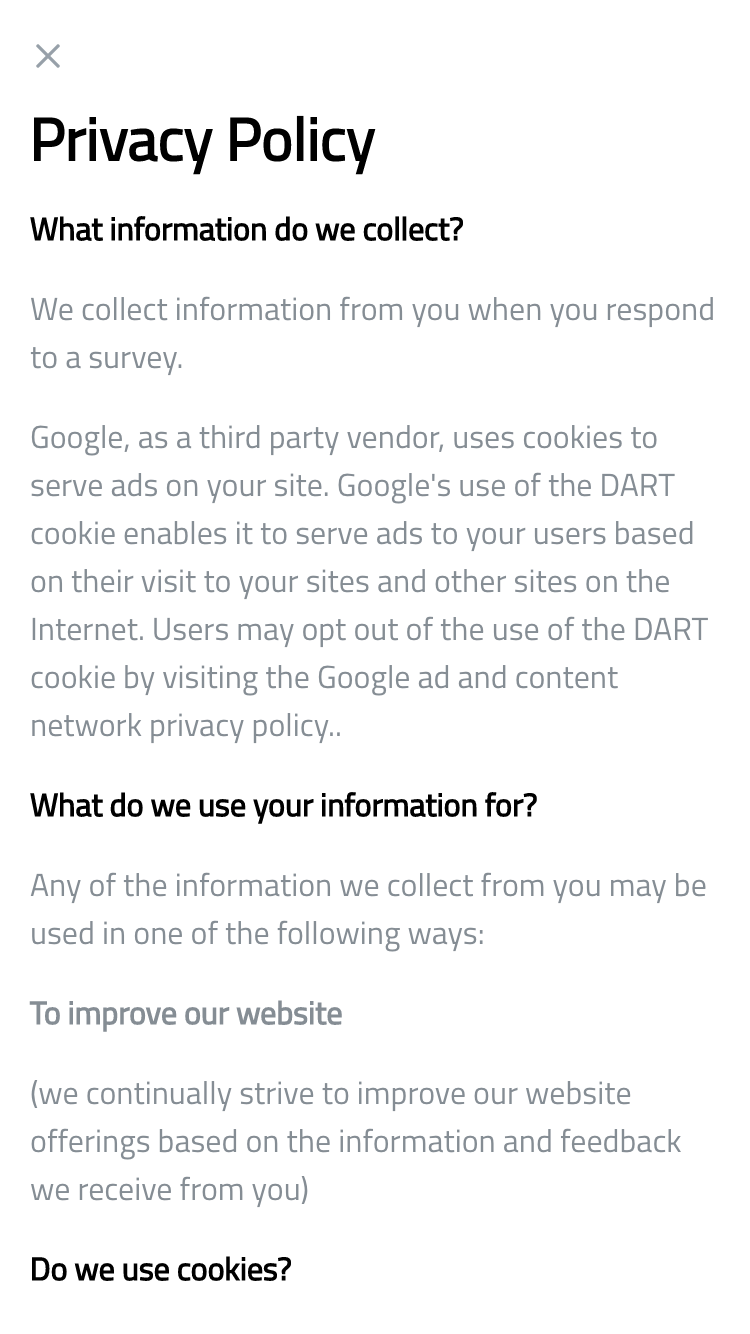 Privacy Policy
What information do we collect?
We collect information from you when you respond
to a survey.
Google, as a third party vendor, uses cookies to
serve ads on your site. Google's use of the DART
cookie enables it to serve ads to your users based
on their visit to your sites and other sites on the
Internet. Users may opt out of the use of the DART
cookie by visiting the Google ad and content
network privacy policy..
What do we use your information for?
Any of the information we collect from you may be
used in one of the following ways:
To improve our website
(we continually strive to improve our website
offerings based on the information and feedback
we receive from you)
Do we use cookies?